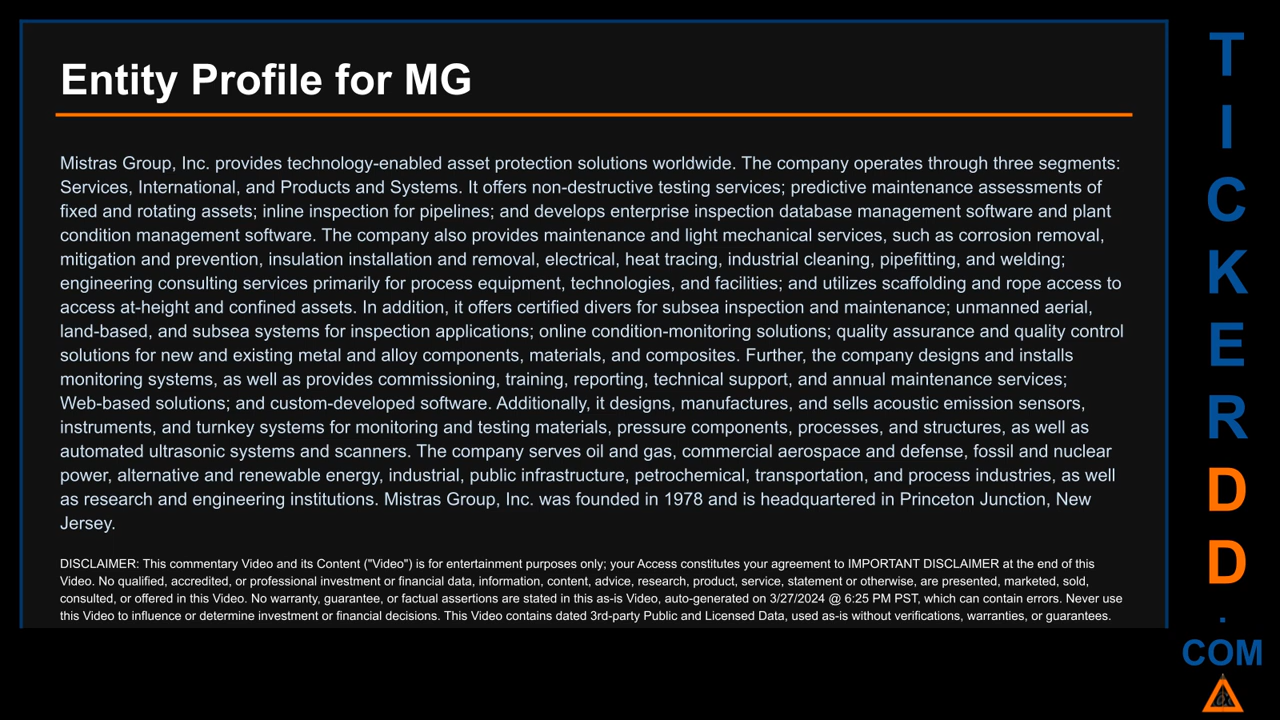 Entity Profile for MG
Mistras Group, Inc. provides technology-enabled asset protection solutions worldwide. The company operates through three segments:
Services, International, and Products and Systems. It offers non-destructive testing services; predictive maintenance assessments of
fixed and rotating assets; inline inspection for pipelines; and develops enterprise inspection database management software and plant
condition management software. The company also provides maintenance and light mechanical services, such as corrosion removal,
mitigation and prevention, insulation installation and removal, electrical, heat tracing, industrial cleaning, pipefitting, and welding;
engineering consulting services primarily for process equipment, technologies, and facilities; and utilizes scaffolding and rope access to
access at-height and confined assets. In addition, it offers certified divers for subsea inspection and maintenance; unmanned aerial,
land-based, and subsea systems for inspection applications; online condition-monitoring solutions; quality assurance and quality control
solutions for new and existing metal and alloy components, materials, and composites. Further, the company designs and installs
monitoring systems, as well as provides commissioning, training, reporting, technical support, and annual maintenance services;
Web-based solutions; and custom-developed software. Additionally, it designs, manufactures, and sells acoustic emission sensors,
instruments, and turnkey systems for monitoring and testing materials, pressure components, processes, and structures, as well as
automated ultrasonic systems and scanners. The company serves oil and gas, commercial aerospace and defense, fossil and nuclear
power, alternative and renewable energy, industrial, public infrastructure, petrochemical, transportation, and process industries, as well
as research and engineering institutions. Mistras Group, Inc. was founded in 1978 and is headquartered in Princeton Junction, New
Jersey.
DISCLAIMER: This commentary Video and its Content ("Video") is for entertainment purposes only; your Access constitutes your agreement to IMPORTANT DISCLAIMER at the end of this
Video. No qualified, accredited, or professional investment or financial data, information, content, advice, research, product, service, statement or otherwise, are presented, marketed, sold,
consulted, or offered in this Video. No warranty, guarantee, or factual assertions are stated in this as-is Video, auto-generated on 3/27/2024 @ 6:25 PM PST, which can contain errors. Never use
this Video to influence or determine investment or financial decisions. This Video contains dated 3rd-party Public and Licensed Data, used as-is without verifications, warranties, or guarantees.
T
I
C
K
E
R
D
D
.
COM